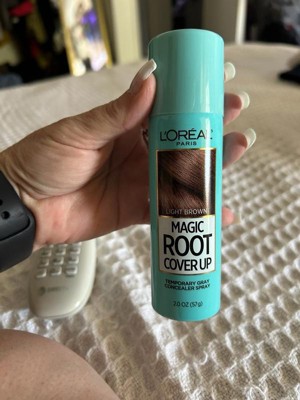 L'ORÉAL
PARIS
LIGHT BROWN
MAGIC
ROOT
COVER UP
TEMPORARY GRAY
CONCEALER SPRAY
2.0 OZ (57g)